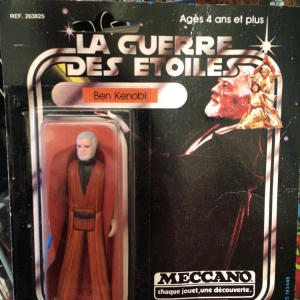 REF. 263825
Agés 4 ans et plus
LA GUERRE
DES ETOILES
Ben Kenobi
MECCANO
chaque jouet, une découverte.